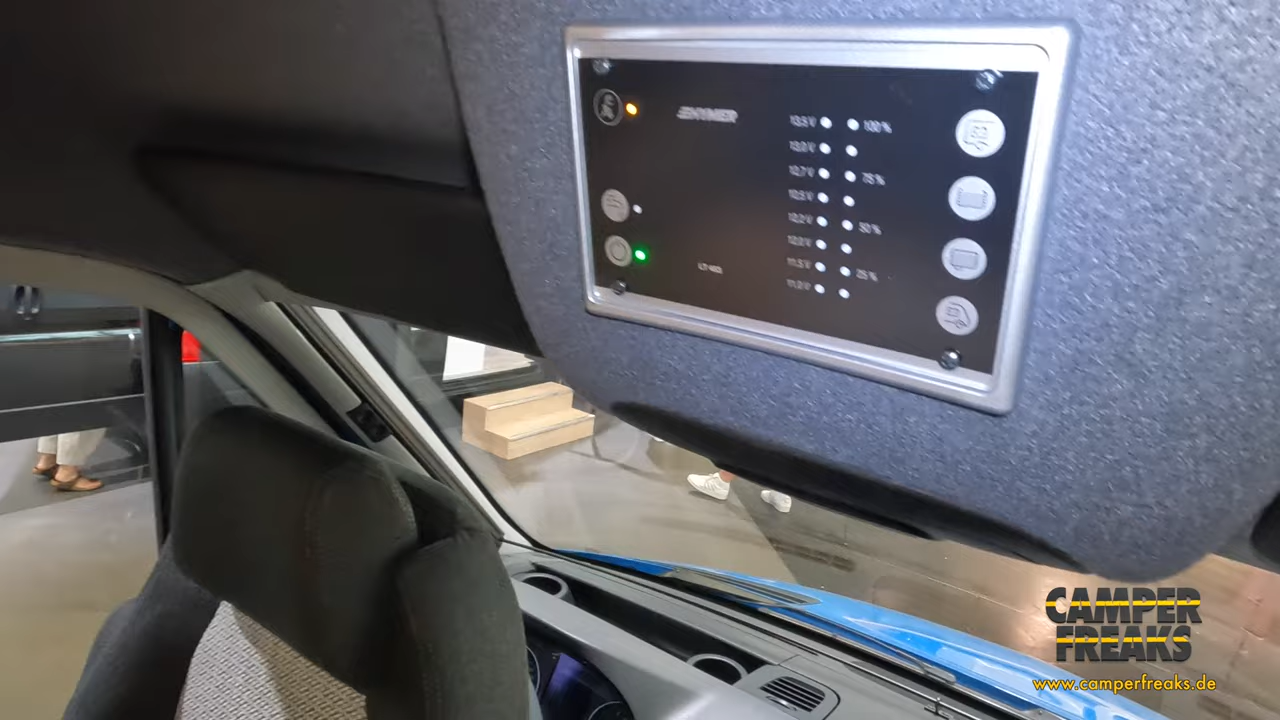 HYMER
13,5 V 100 %
13,0 V
12,7 V 75 %
12,5 V
12,2 V 50 %
12,0 V
11,5 V 25 %
11,0 V
CAMPER
FREAKS
www.camperfreaks.de